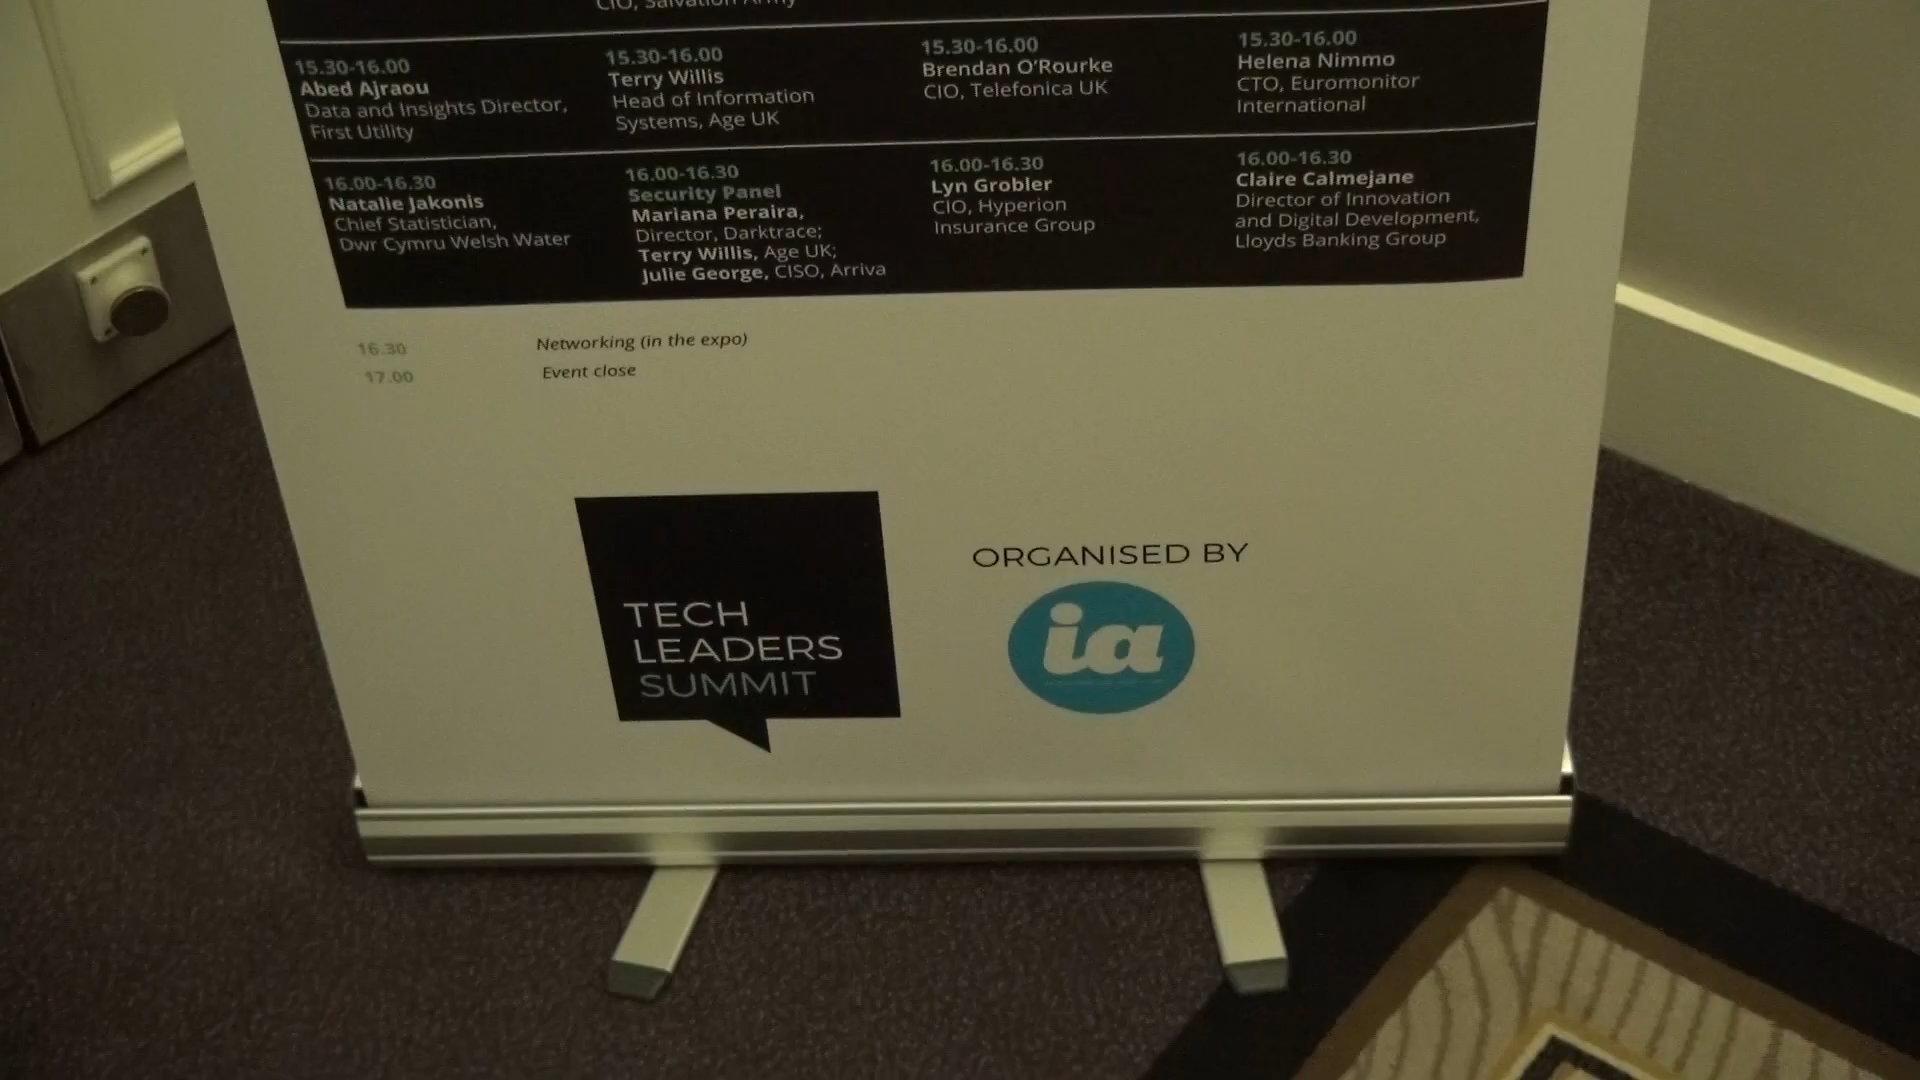 CIO, Salvation Army
15.30-16.00
Abed Ajraou
Data and Insights Director,
First Utility
15.30-16.00
Terry Willis
Head of Information
Systems, Age UK
15.30-16.00
Brendan O'Rourke
CIO, Telefonica UK
15.30-16.00
Helena Nimmo
CTO, Euromonitor
International
16.00-16.30
Natalie Jakonis
Chief Statistician,
Dwr Cymru Welsh Water
16.00-16.30
Security Panel
Mariana Peraira,
Director, Darktrace;
Terry Willis, Age UK;
Julie George, CISO, Arriva
16.00-16.30
Lyn Grobler
CIO, Hyperion
Insurance Group
16.00-16.30
Claire Calmejane
Director of Innovation
and Digital Development,
Lloyds Banking Group
16.30 Networking (in the expo)
17.00 Event close
TECH
LEADERS
SUMMIT
ORGANISED BY
ia